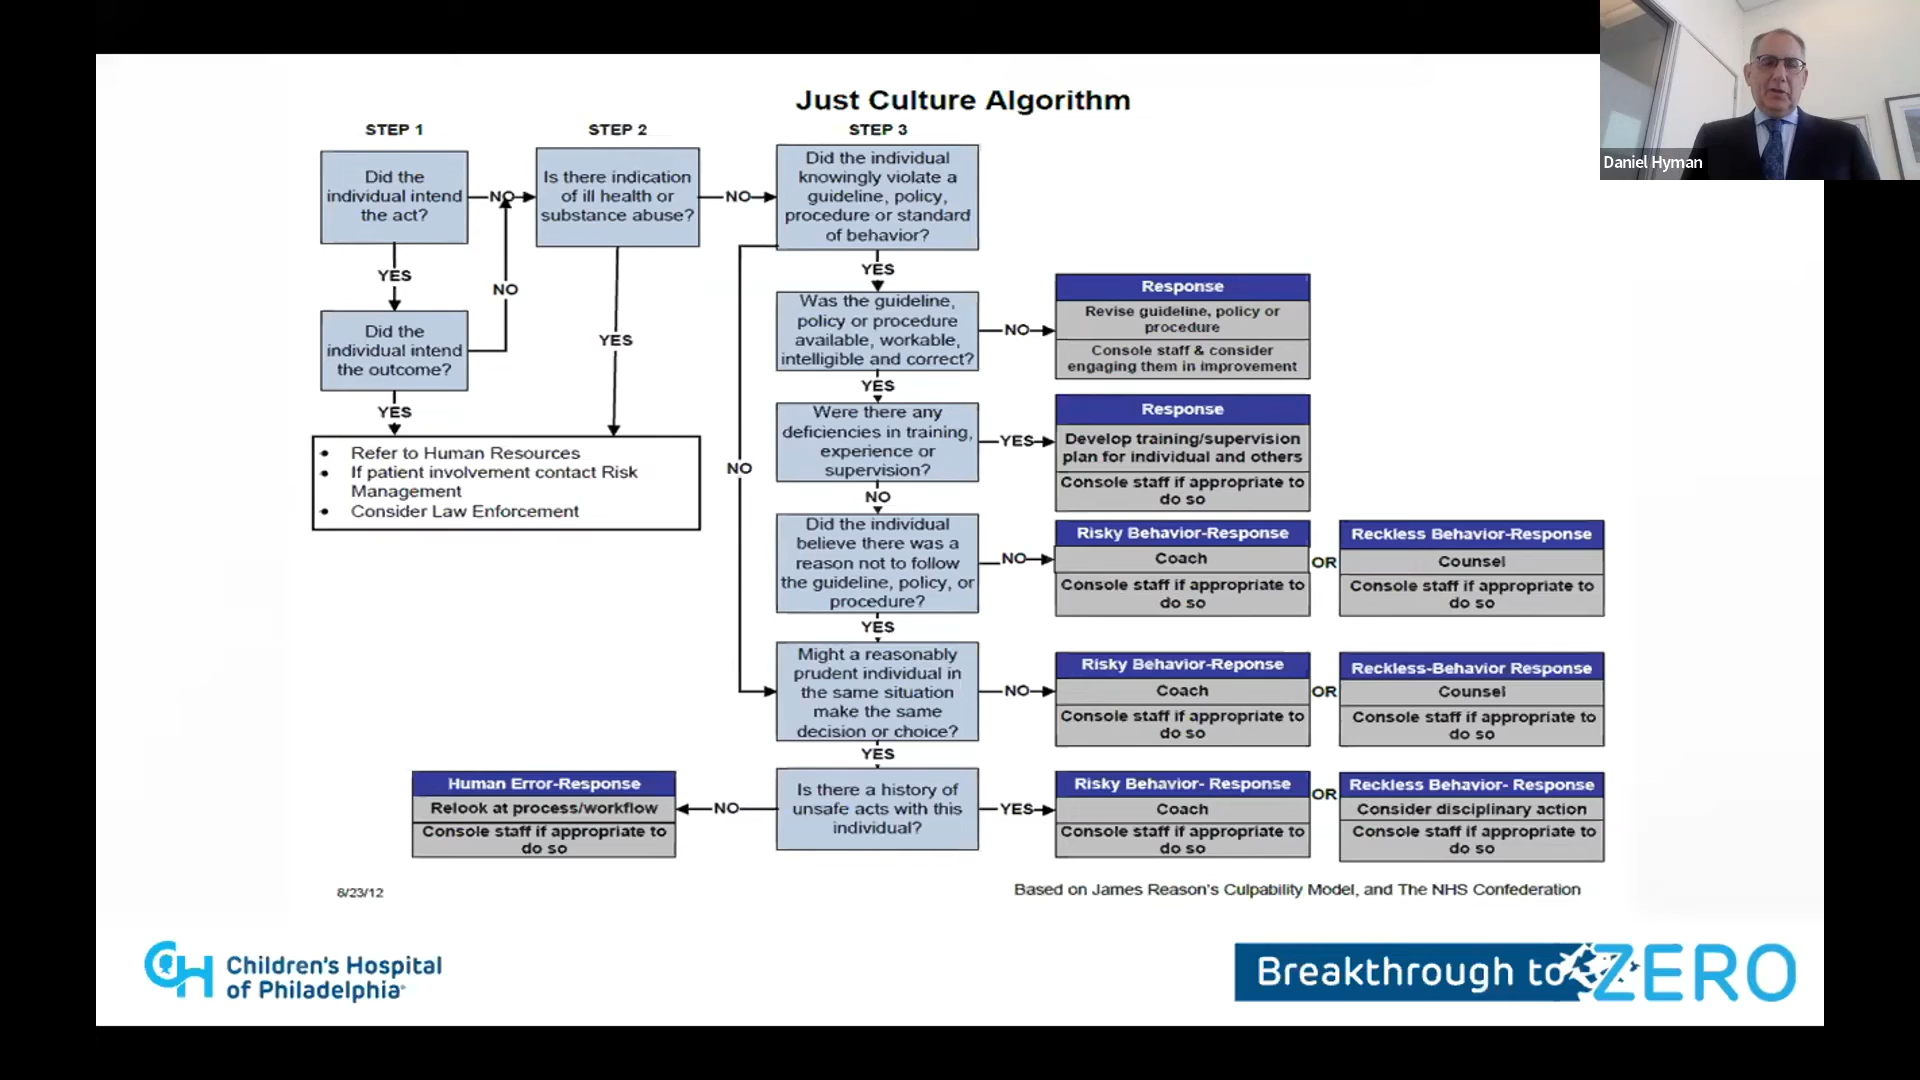 Just Culture Algorithm
STEP 1
STEP 2
STEP 3
Did the
individual intend
the act?
NO
Is there indication
of ill health or
substance abuse?
NO
Did the individual
knowingly violate a
guideline, policy,
procedure or standard
of behavior?
YES
NO
YES
Did the
individual intend
the outcome?
YES
YES
Was the guideline,
policy or procedure
available, workable,
intelligible and correct?
NO
Response
Revise guideline, policy or
procedure
Console staff & consider
engaging them in improvement
YES
Refer to Human Resources
If patient involvement contact Risk
Management
Consider Law Enforcement
NO
Were there any
deficiencies in training,
experience or
supervision?
YES
Response
Develop training/supervision
plan for individual and others
Console staff if appropriate to
do so
NO
Did the individual
believe there was a
reason not to follow
the guideline, policy, or
procedure?
NO
Risky Behavior-Response
Coach
Console staff if appropriate to
do so
OR
Reckless Behavior-Response
Counsel
Console staff if appropriate to
do so
YES
Might a reasonably
prudent individual in
the same situation
make the same
decision or choice?
NO
Risky Behavior-Reponse
Coach
Console staff if appropriate to
do so
OR
Reckless-Behavior Response
Counsel
Console staff if appropriate to
do so
YES
Human Error-Response
Relook at process/workflow
Console staff if appropriate to
do so
NO
Is there a history of
unsafe acts with this
individual?
YES
Risky Behavior- Response
Coach
Console staff if appropriate to
do so
OR
Reckless Behavior- Response
Consider disciplinary action
Console staff if appropriate to
do so
8/23/12
Based on James Reason's Culpability Model, and The NHS Confederation
CH Children's Hospital
of Philadelphia
Breakthrough to ZERO
Daniel Hyman